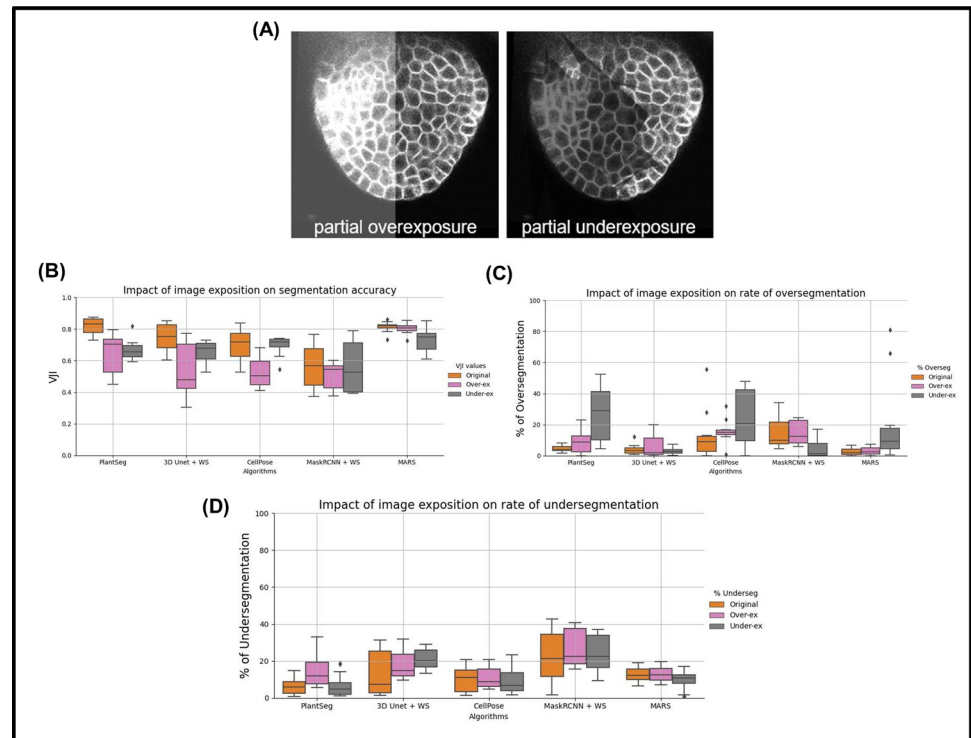 (A)
partial overexposure
partial underexposure
(B)
Impact of image exposition on segmentation accuracy
VJI
1.0
0.8
0.6
0.4
0.2
0.0
PlantSeg
3D Unet + WS
CellPose
MaskRCNN + WS
MARS
Algorithms
VJI values
Original
Over-ex
Under-ex
(C)
Impact of image exposition on rate of oversegmentation
% of Oversegmentation
100
80
60
40
20
0
PlantSeg
3D Unet + WS
CellPose
MaskRCNN + WS
MARS
Algorithms
% Overseg
Original
Over-ex
Under-ex
(D)
Impact of image exposition on rate of undersegmentation
% of Undersegmentation
100
80
60
40
20
0
PlantSeg
3D Unet + WS
CellPose
MaskRCNN + WS
MARS
Algorithms
% Underseg
Original
Over-ex
Under-ex